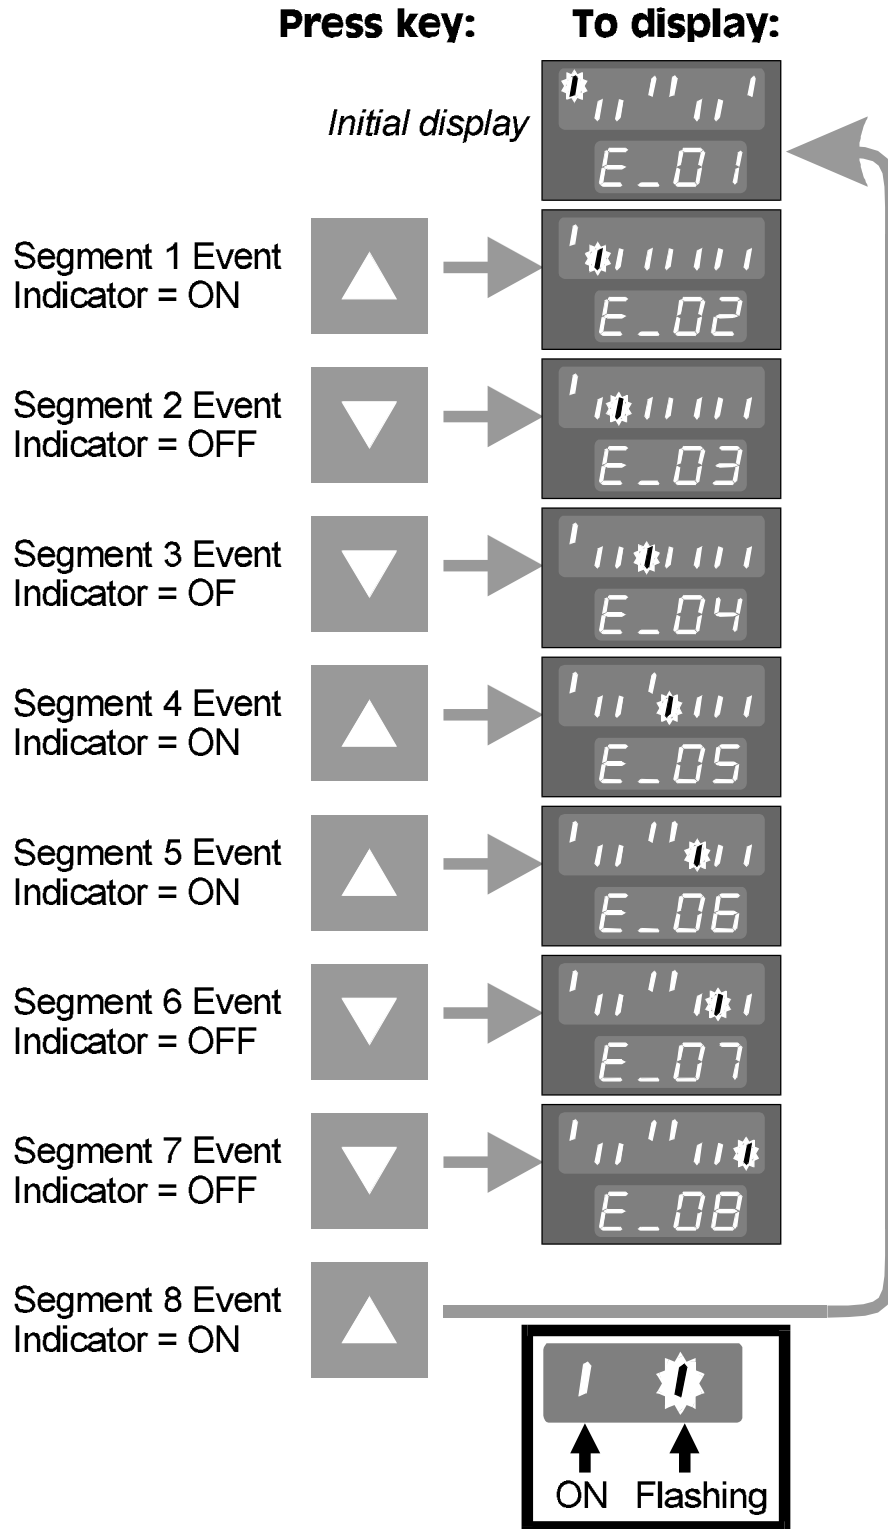 Press key: To display:
Initial display
E_01
Segment 1 Event
Indicator = ON
E_02
Segment 2 Event
Indicator = OFF
E_03
Segment 3 Event
Indicator = OF
E_04
Segment 4 Event
Indicator = ON
E_05
Segment 5 Event
Indicator = ON
E_06
Segment 6 Event
Indicator = OFF
E_07
Segment 7 Event
Indicator = OFF
E_08
Segment 8 Event
Indicator = ON
ON Flashing